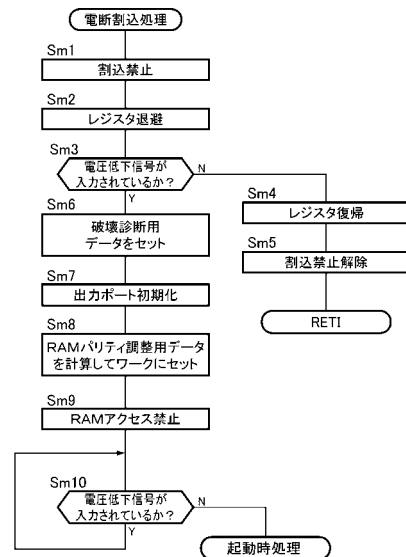 電断割込処理
Sm1
割込禁止
Sm2
レジスタ退避
Sm3
電圧低下信号が
入力されているか?
N
Y
Sm4
レジスタ復帰
Sm5
割込禁止解除
RETI
Sm6
破壊診断用
データをセット
Sm7
出力ポート初期化
Sm8
RAMパリティ調整用データ
を計算してワークにセット
Sm9
RAMアクセス禁止
Sm10
電圧低下信号が
入力されているか?
N
Y
起動時処理